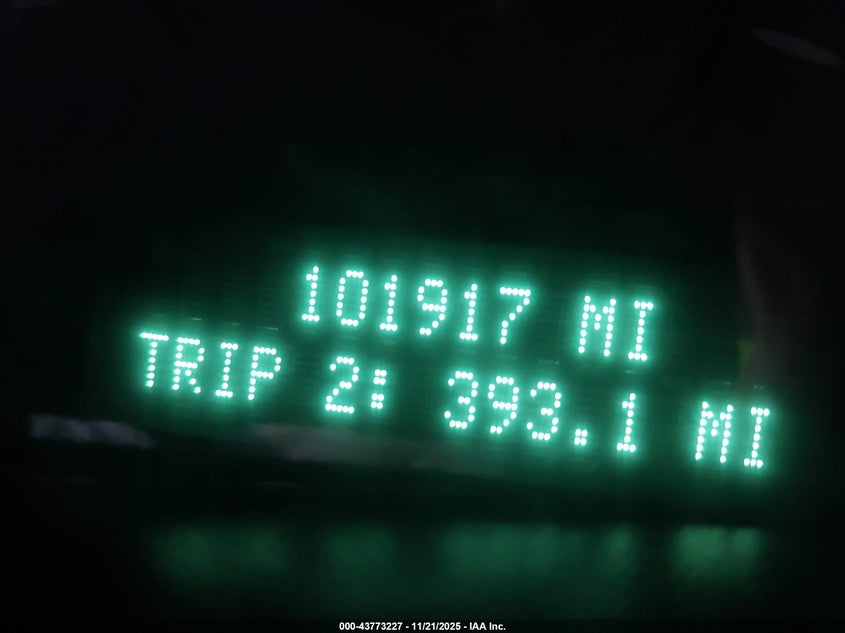 101917 MI
TRIP 2: 393.1 MI
000-43773227 - 11/21/2025 - IAA Inc.